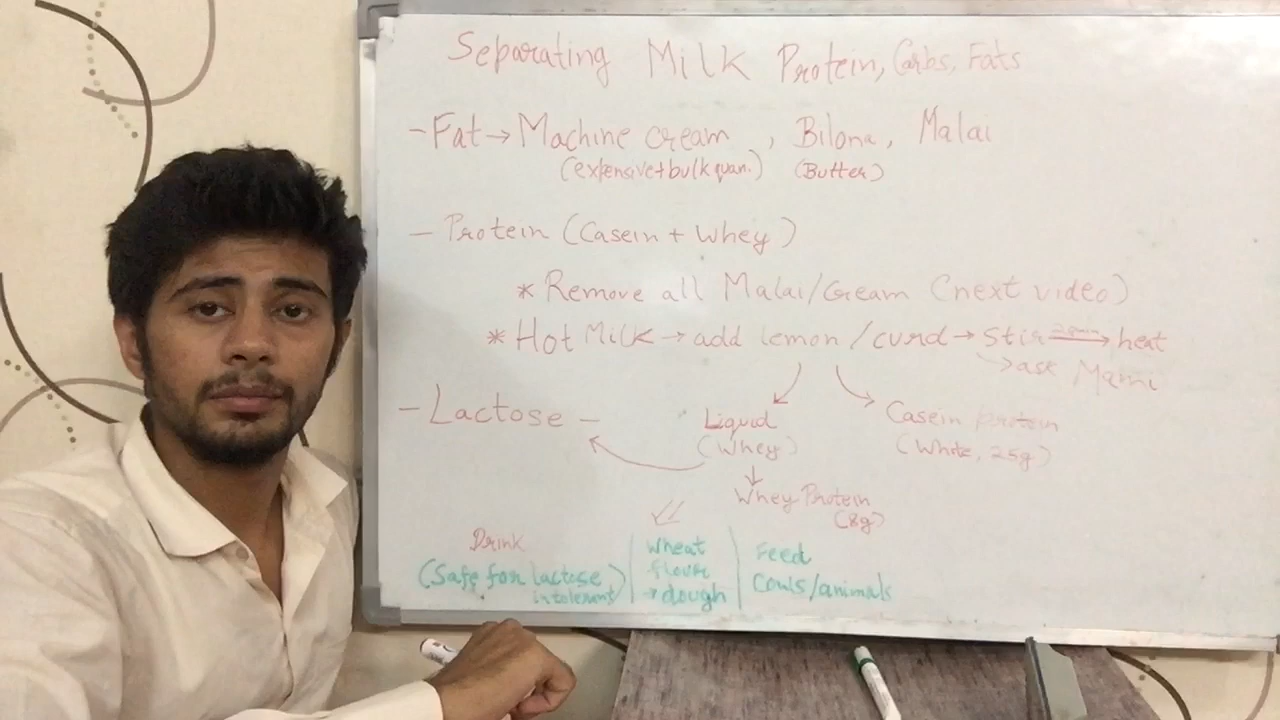 Separating Milk Protein, Carbs, Fats
- Fat → Machine cream , Bilona, Malai
(expensive+bulk quan.) (Butter)
- Protein (Casein + Whey)
* Remove all Malai/Cream (next video)
* Hot Milk → add lemon / curd → Stir → heat
→ ask Mami
- Lactose -
Liquid
(Whey)
Casein protein
(White, 25g)
Whey Protein
(8g)
Drink
(Safe for lactose
intolerant)
Wheat
flour
→ dough
Feed
Cows/animals